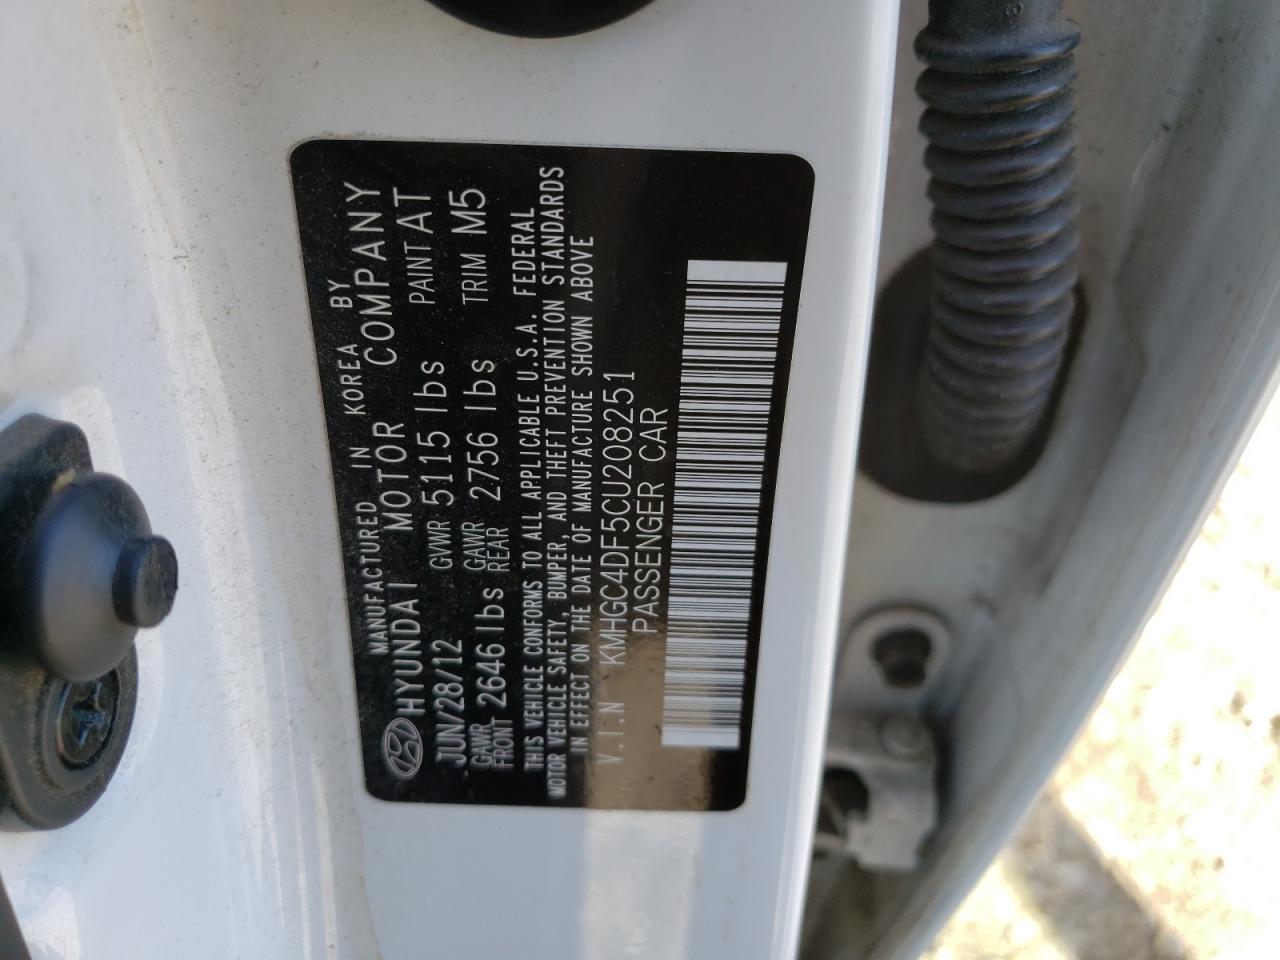 MANUFACTURED IN KOREA BY
HYUNDAI MOTOR COMPANY
JUN/28/12 GVWR 5115 lbs PAINT AT
GAWR FRONT 2646 lbs GAWR REAR 2756 lbs TRIM M5
THIS VEHICLE CONFORMS TO ALL APPLICABLE U.S.A. FEDERAL
MOTOR VEHICLE SAFETY, BUMPER, AND THEFT PREVENTION STANDARDS
IN EFFECT ON THE DATE OF MANUFACTURE SHOWN ABOVE
V.I.N KMHGC4DF5CU208251
PASSENGER CAR